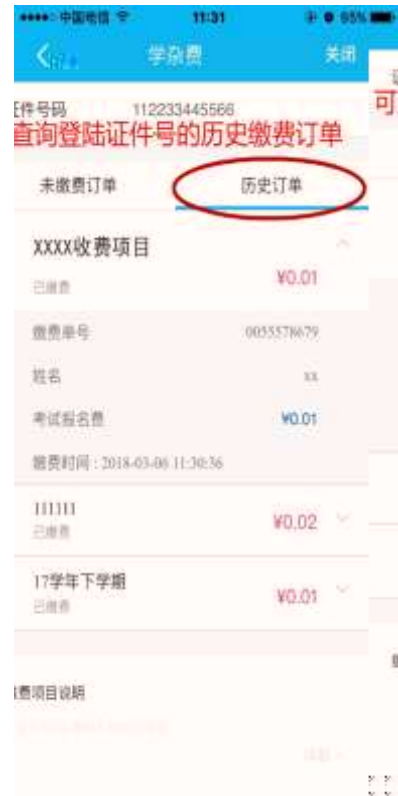 中国电信 11:31 95%
学杂费 关闭
证件号码 112233445566
查询登陆证件号的历史缴费订单
可
未缴费订单 历史订单
XXXX收费项目
已缴费 ¥0.01
缴费单号 0055578679
姓名 xx
考试报名费 ¥0.01
缴费时间 : 2018-03-06 11:30:36
111111
已缴费 ¥0.02
17学年下学期
已缴费 ¥0.01
费项目说明